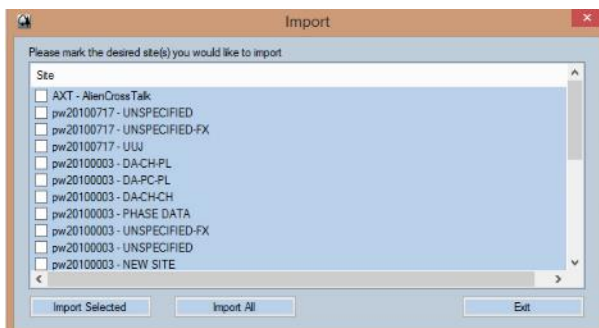 Import
Please mark the desired site(s) you would like to import
Site
AXT - AlienCrossTalk
pw20100717 - UNSPECIFIED
pw20100717 - UNSPECIFIED-FX
pw20100717 - UUJ
pw20100003 - DA-CH-PL
pw20100003 - DA-PC-PL
pw20100003 - DA-CH-CH
pw20100003 - PHASE DATA
pw20100003 - UNSPECIFIED-FX
pw20100003 - UNSPECIFIED
pw20100003 - NEW SITE
Import Selected Import All Exit